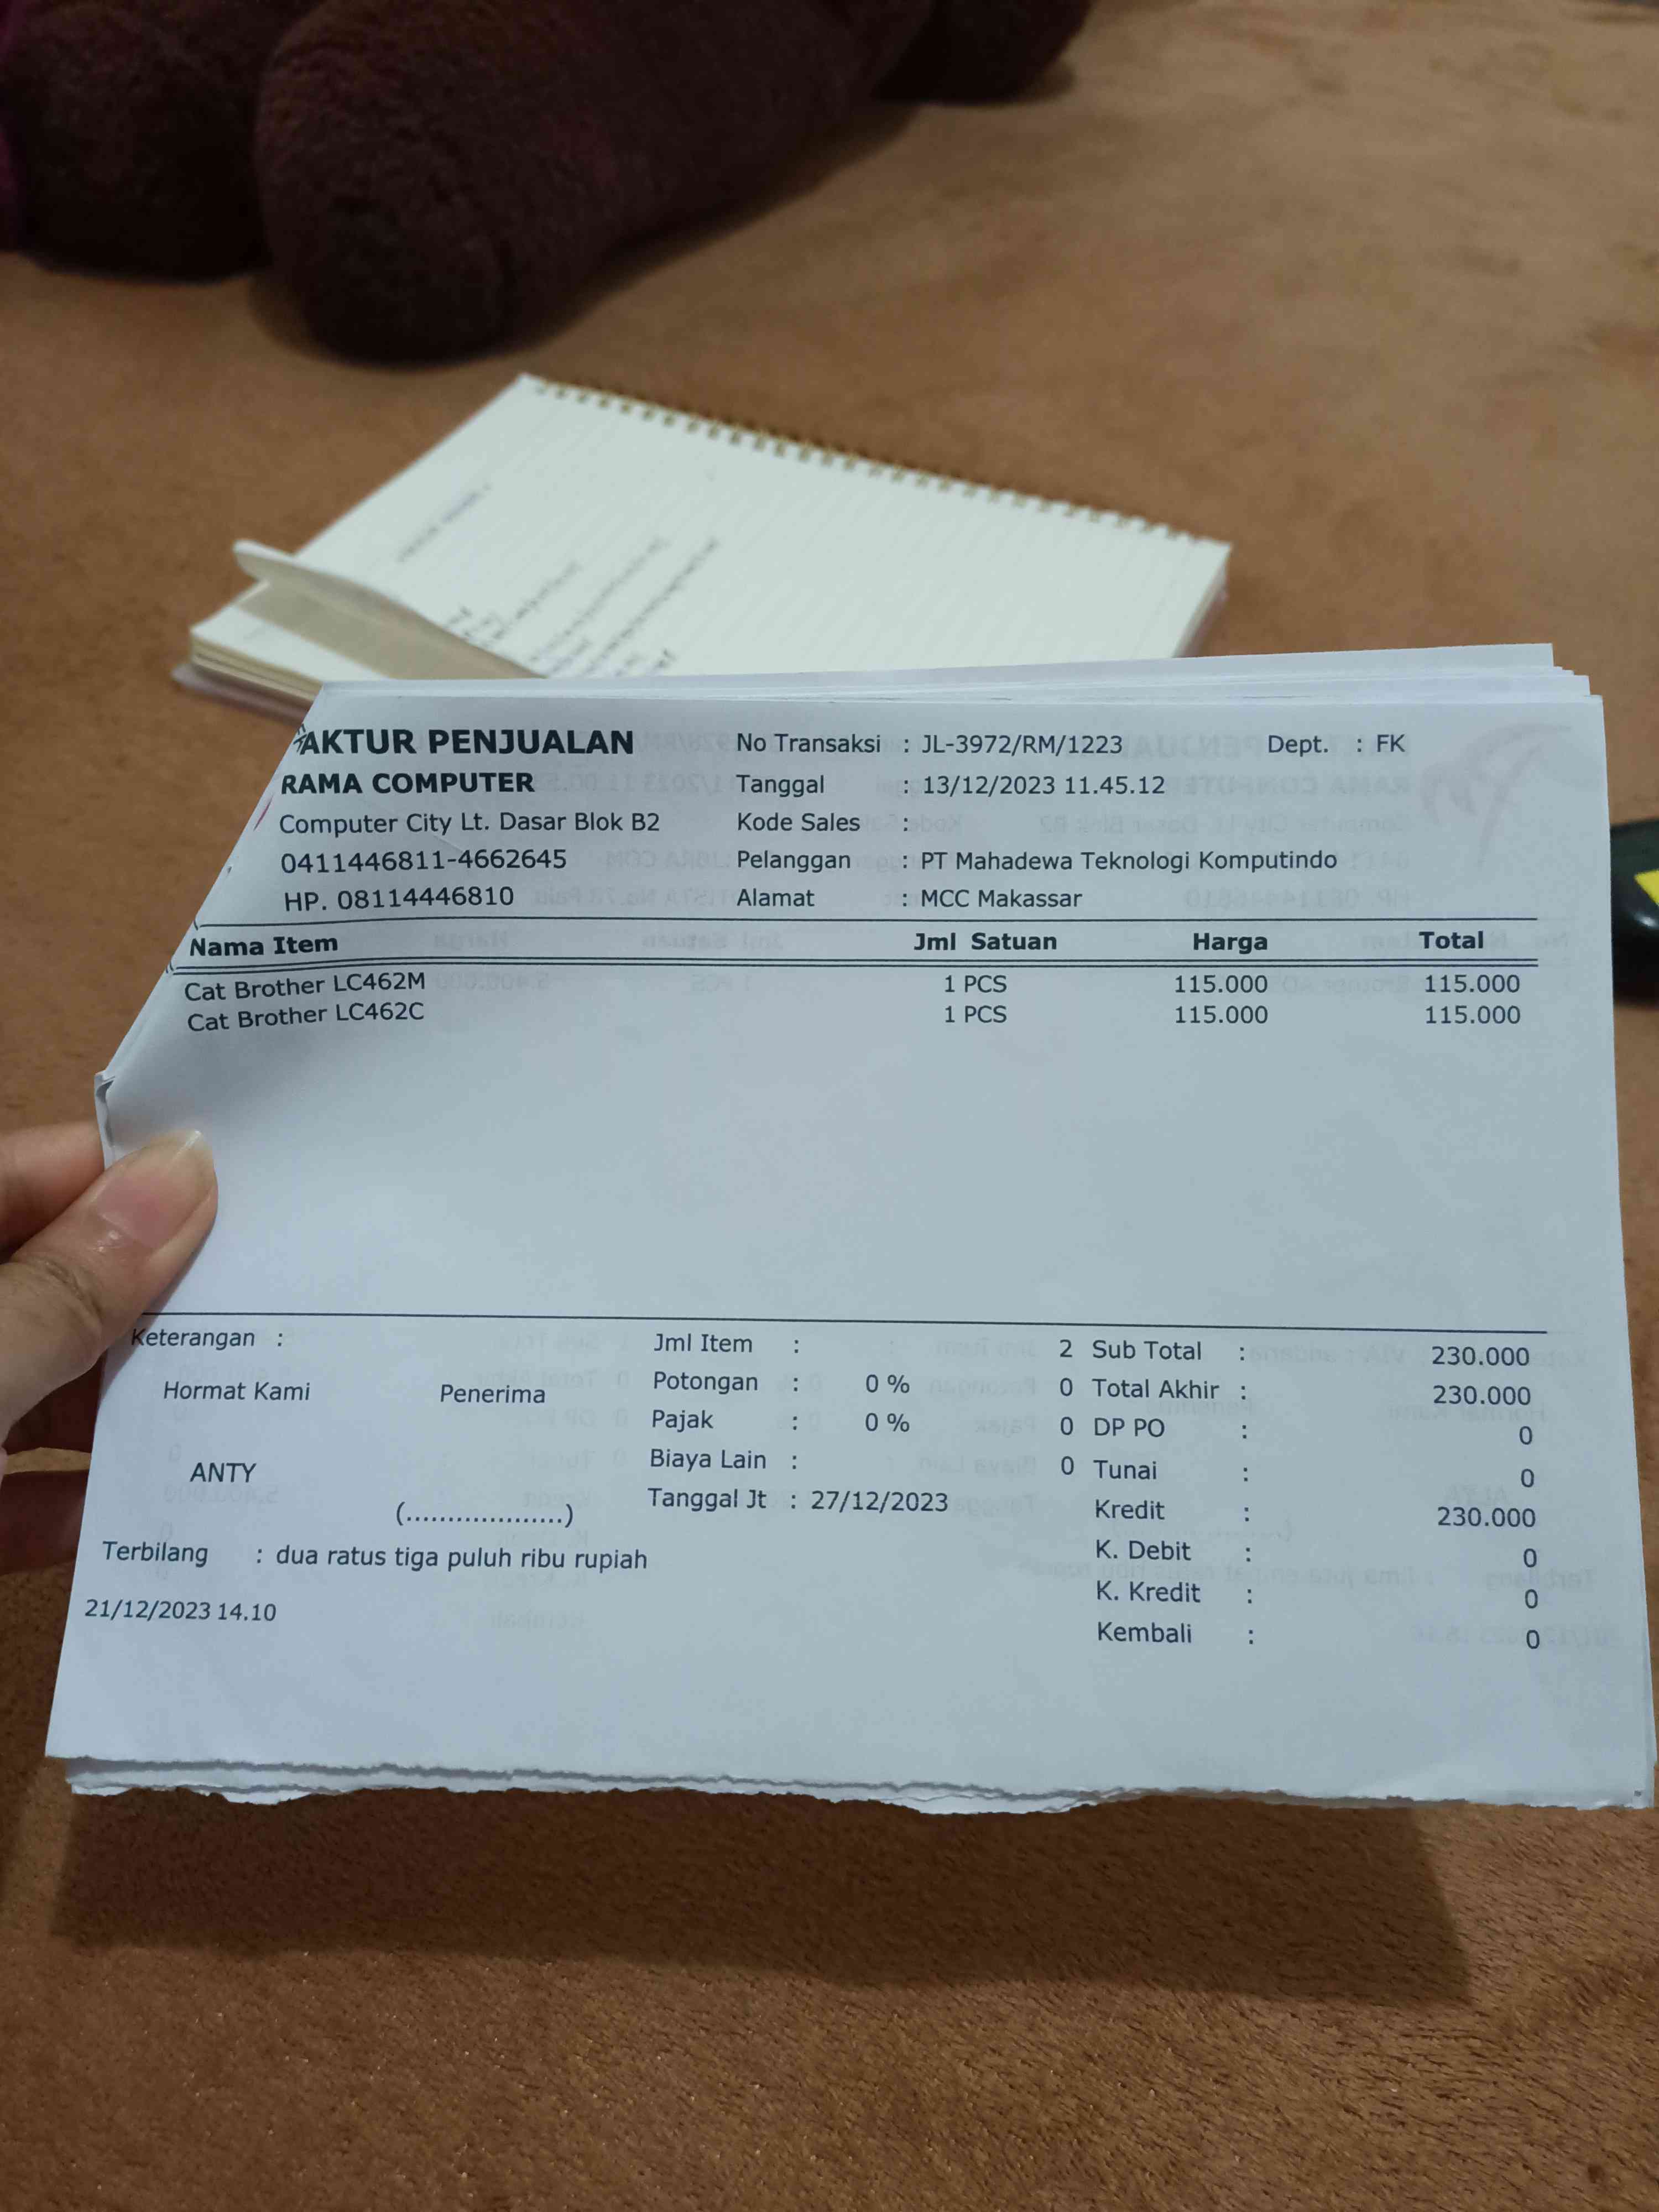 FAKTUR PENJUALAN
RAMA COMPUTER
Computer City Lt. Dasar Blok B2
0411446811-4662645
HP. 08114446810
No Transaksi : JL-3972/RM/1223
Dept. : FK
Tanggal : 13/12/2023 11.45.12
Kode Sales :
Pelanggan : PT Mahadewa Teknologi Komputindo
Alamat : MCC Makassar
Nama Item Jml Satuan Harga Total
Cat Brother LC462M 1 PCS 115.000 115.000
Cat Brother LC462C 1 PCS 115.000 115.000
Keterangan :
Hormat Kami Penerima
ANTY
(...................)
Jml Item : 2
Potongan : 0 % 0
Pajak : 0 % 0
Biaya Lain : 0
Tanggal Jt : 27/12/2023
Sub Total : 230.000
Total Akhir : 230.000
DP PO : 0
Tunai : 0
Kredit : 230.000
K. Debit : 0
K. Kredit : 0
Kembali : 0
Terbilang : dua ratus tiga puluh ribu rupiah
21/12/2023 14.10